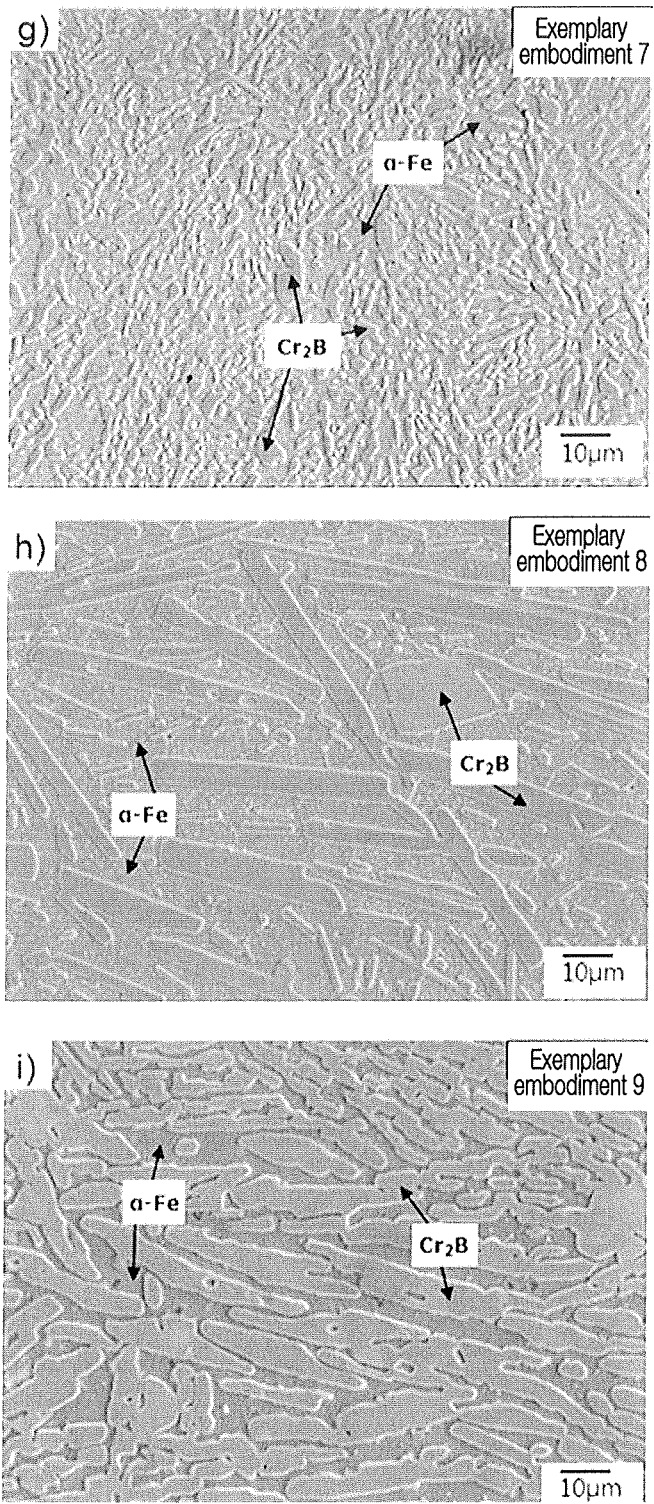 g)
Exemplary
embodiment 7
α-Fe
Cr₂B
10µm
h)
Exemplary
embodiment 8
Cr₂B
α-Fe
10µm
i)
Exemplary
embodiment 9
α-Fe
Cr₂B
10µm